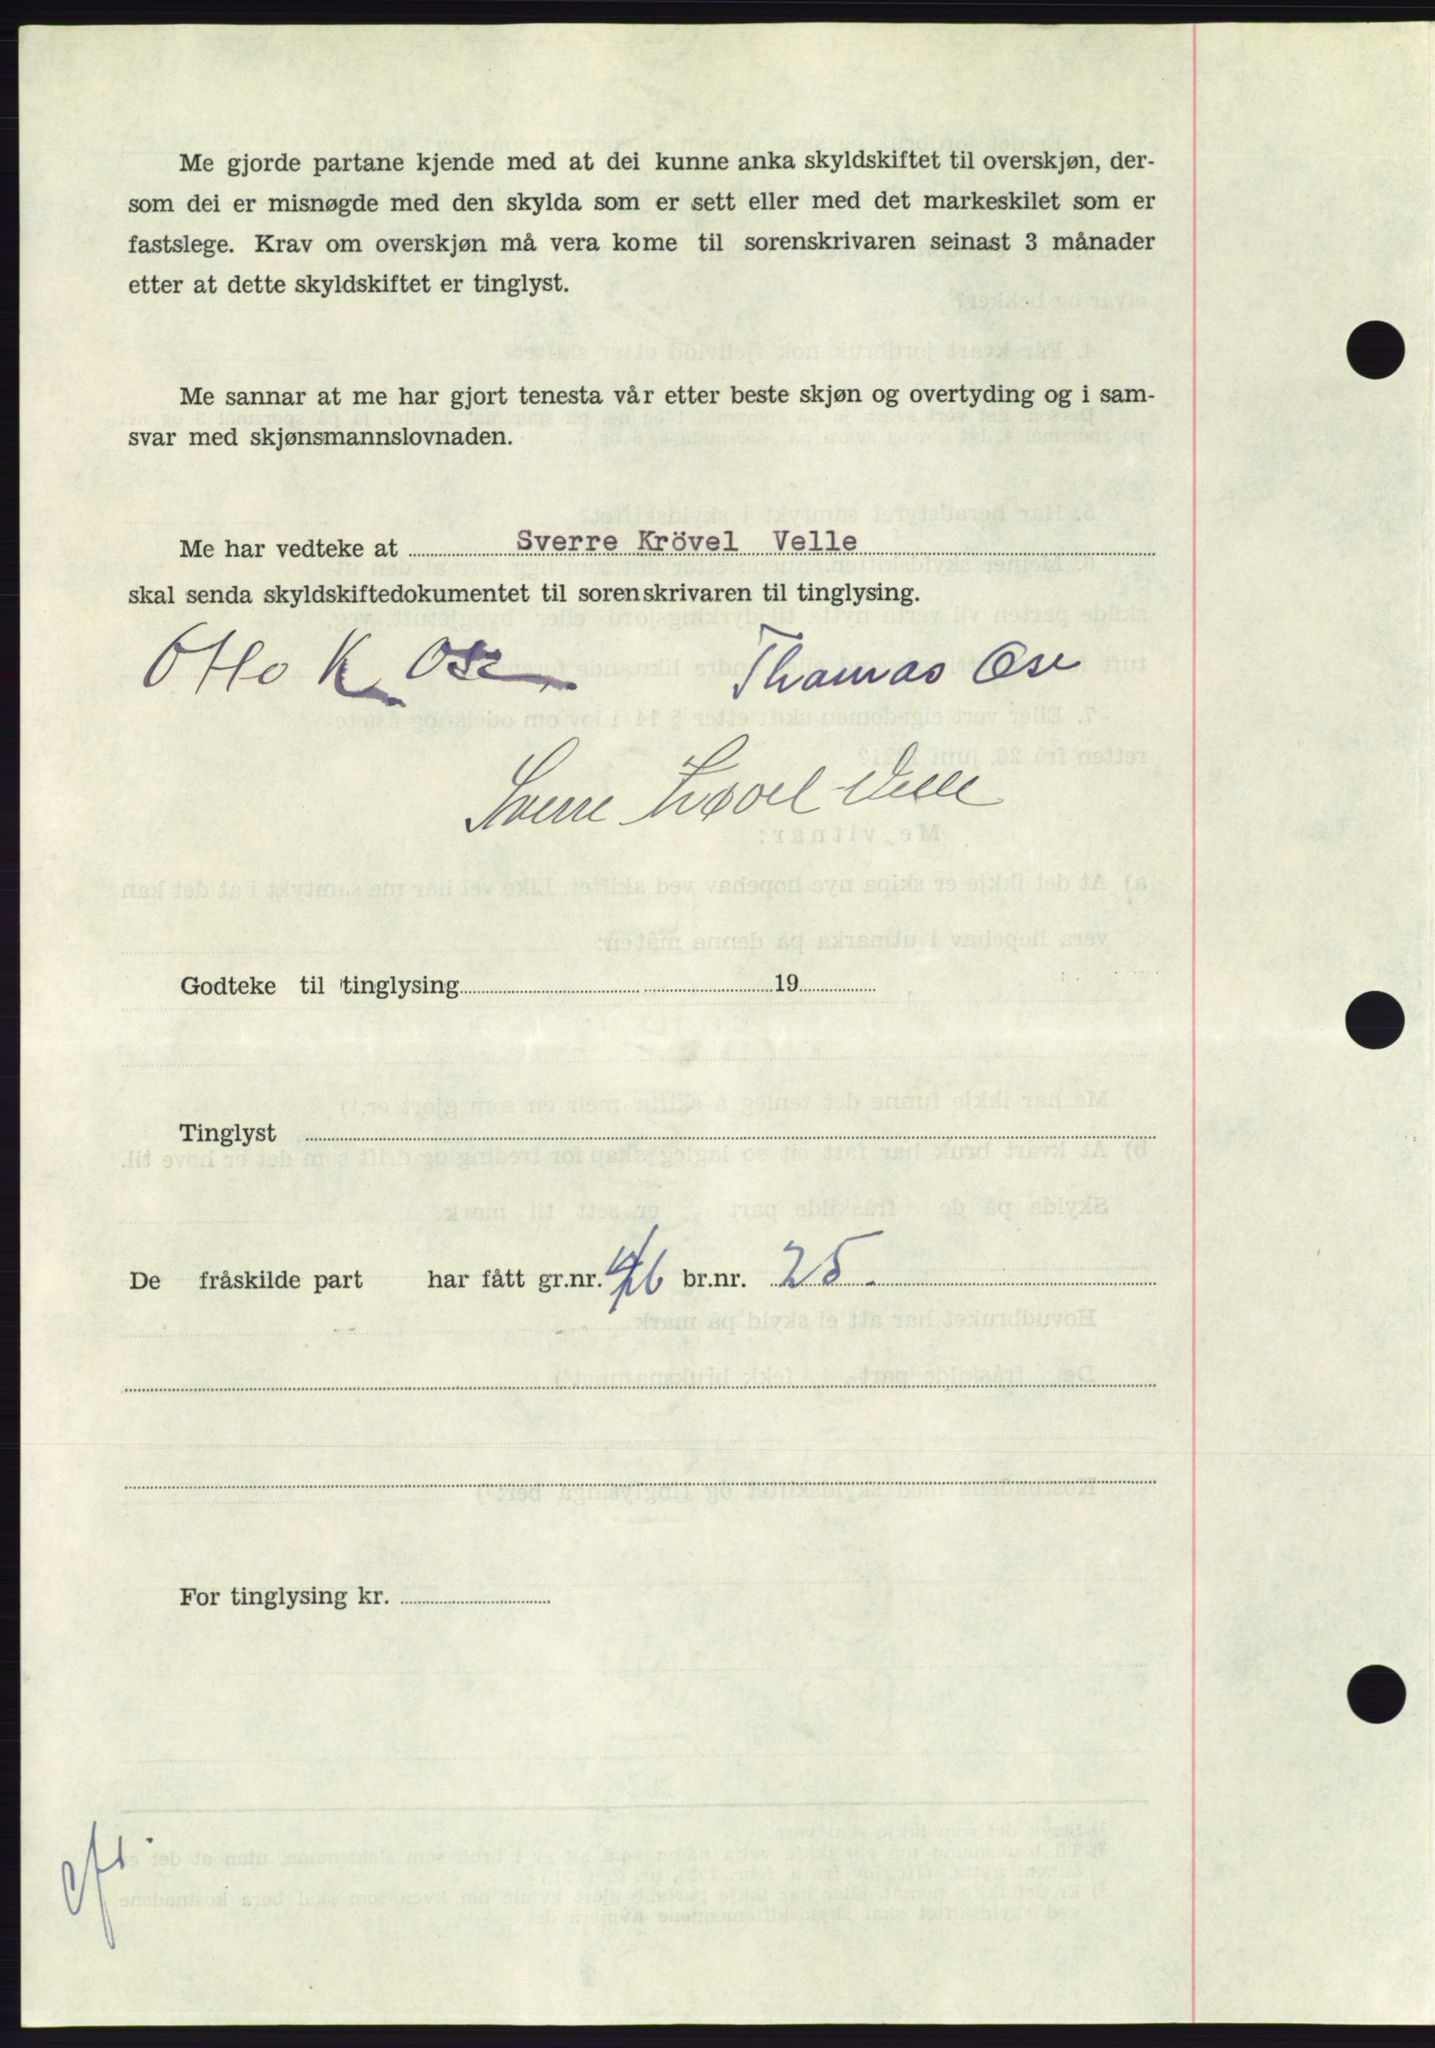 Me gjorde partane kjende med at dei kunne anka skyldskiftet til overskjøn, der-
som dei er misnøgde med den skylda som er sett eller med det markeskilet som er
fastslege. Krav om overskjøn må vera kome til sorenskrivaren seinast 3 månader
etter at dette skyldskiftet er tinglyst.
Me sannar at me har gjort tenesta vår etter beste skjøn og overtyding og i sam-
svar med skjønsmannslovnaden.
Me har vedteke at Sverre Krövel Velle
skal senda skyldskiftedokumentet til sorenskrivaren til tinglysing.
Otto K Ose. Thomas Ose
Sverre Krøvel Velle
Godteke til tinglysing 19
Tinglyst
De fråskilde part har fått gr.nr. br.nr. 25.
For tinglysing kr.